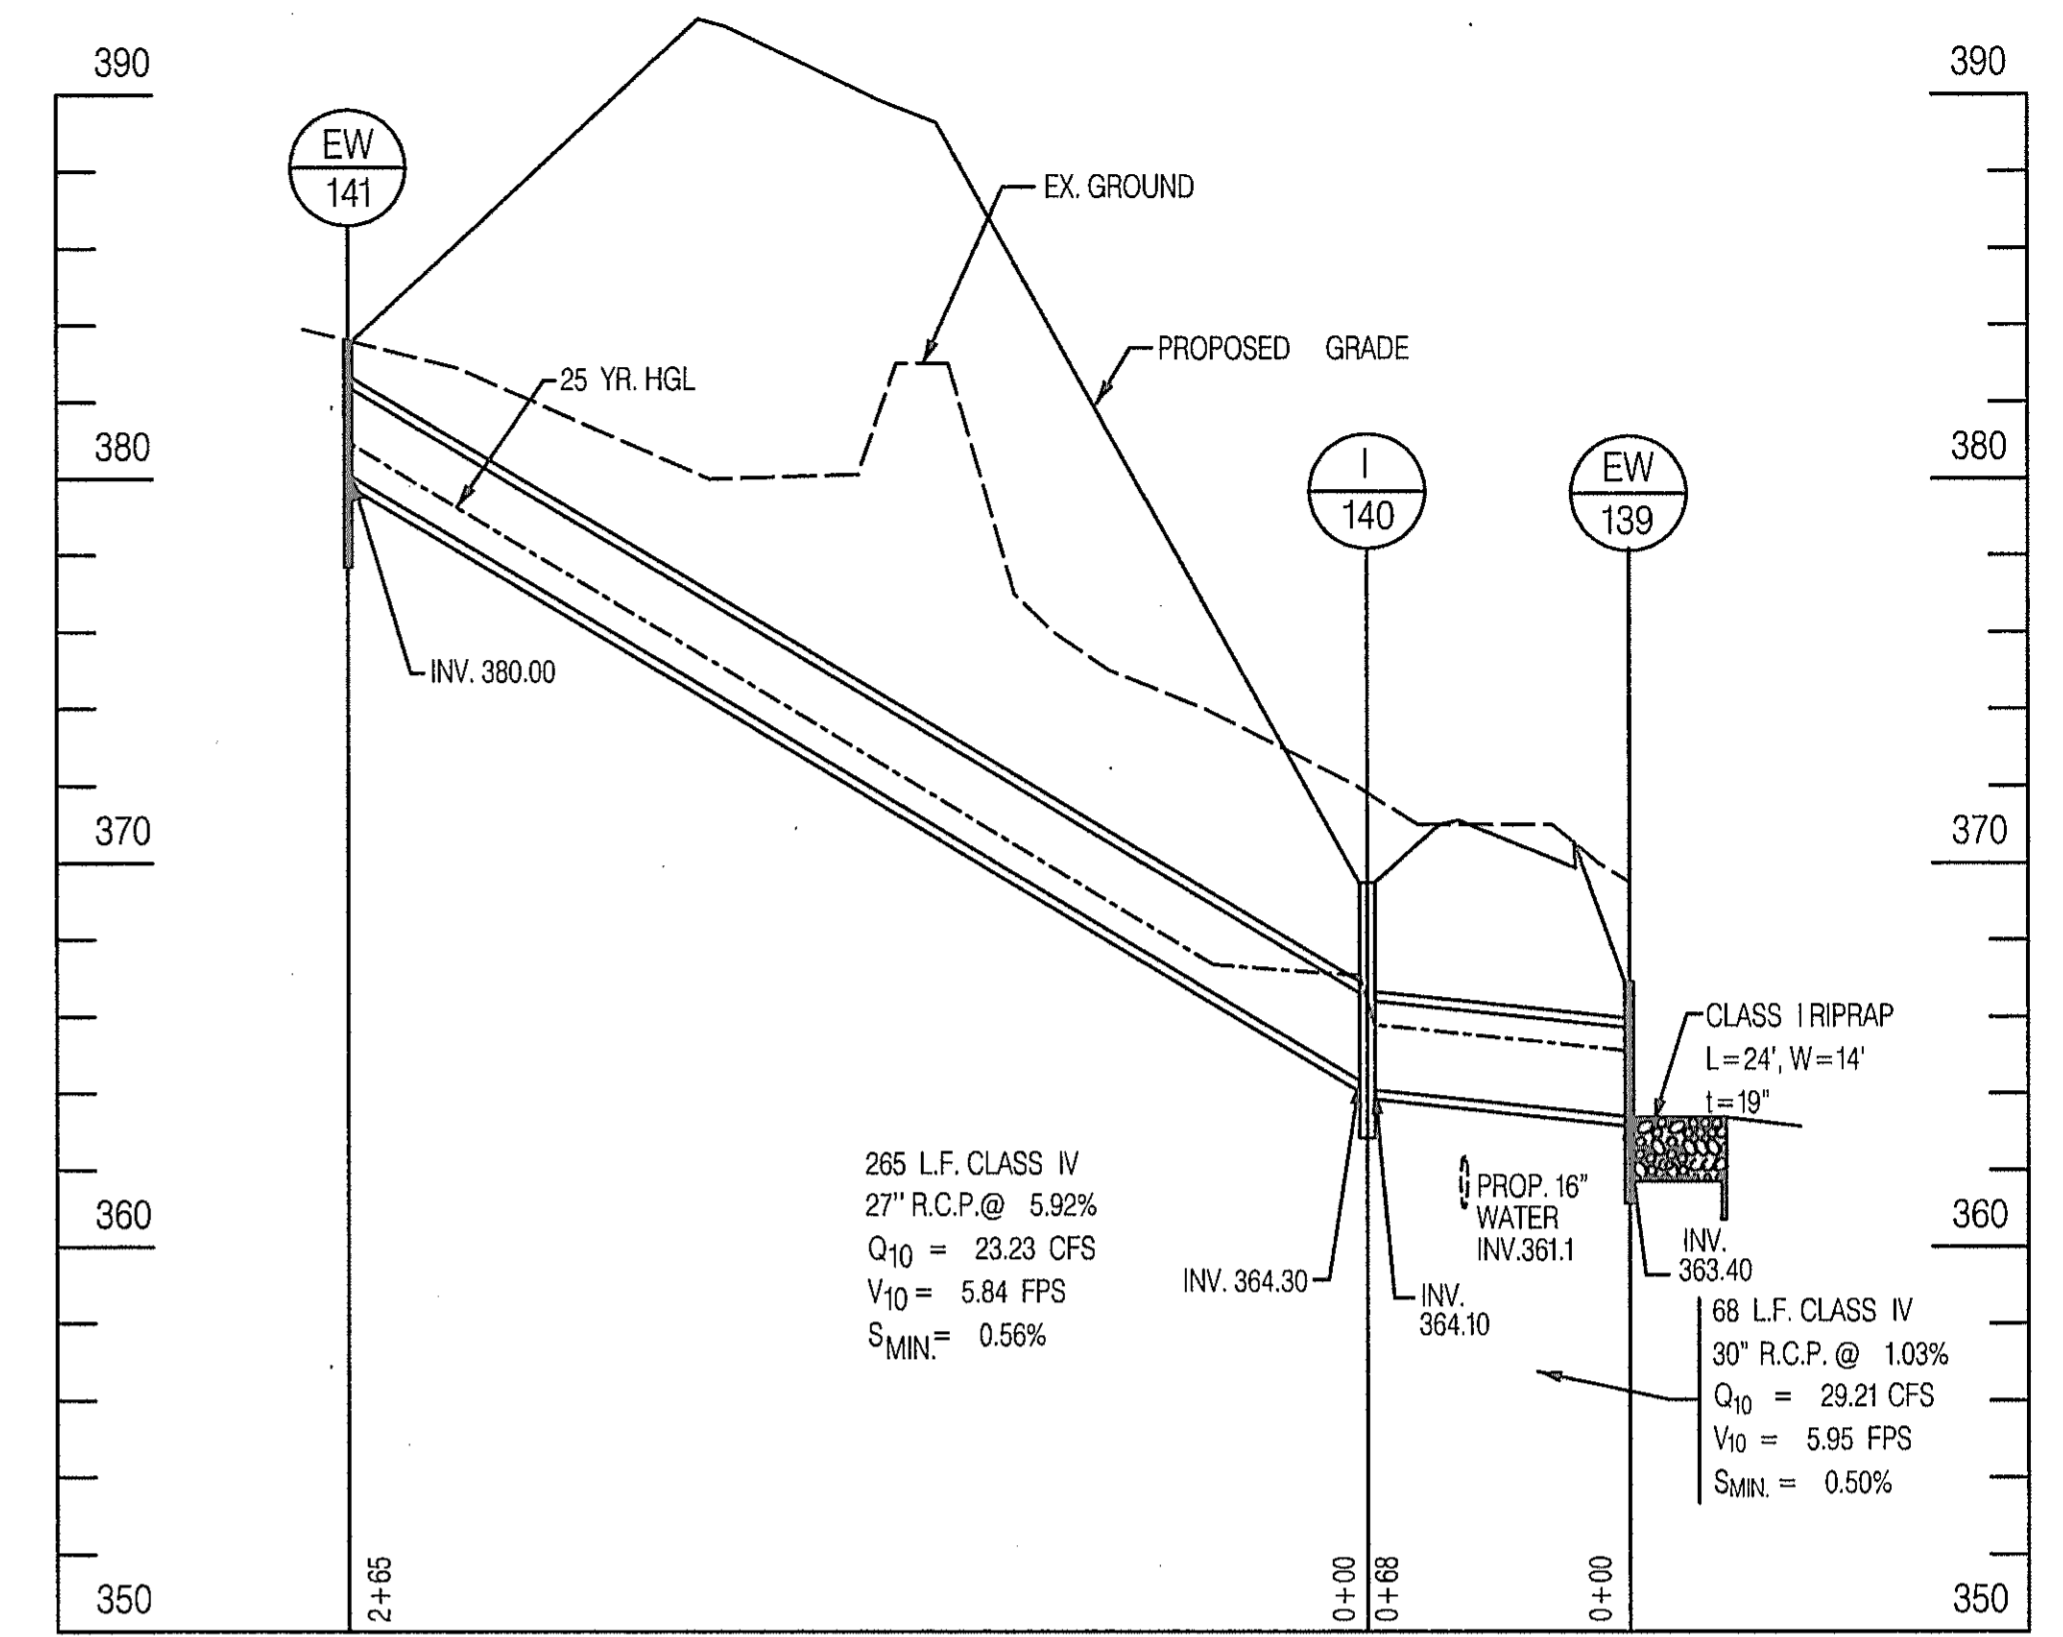 390
390
EW
141
EX. GROUND
PROPOSED GRADE
25 YR. HGL
380
380
I
140
EW
139
INV. 380.00
370
370
CLASS I RIPRAP
L=24', W=14'
t=19"
265 L.F. CLASS IV
27" R.C.P.@ 5.92%
Q10 = 23.23 CFS
V10 = 5.84 FPS
SMIN.= 0.56%
PROP. 16"
WATER
INV.361.1
360
360
INV. 364.30
INV.
364.10
INV.
363.40
68 L.F. CLASS IV
30" R.C.P. @ 1.03%
Q10 = 29.21 CFS
V10 = 5.95 FPS
SMIN. = 0.50%
350
2+65
0+00
0+68
0+00
350